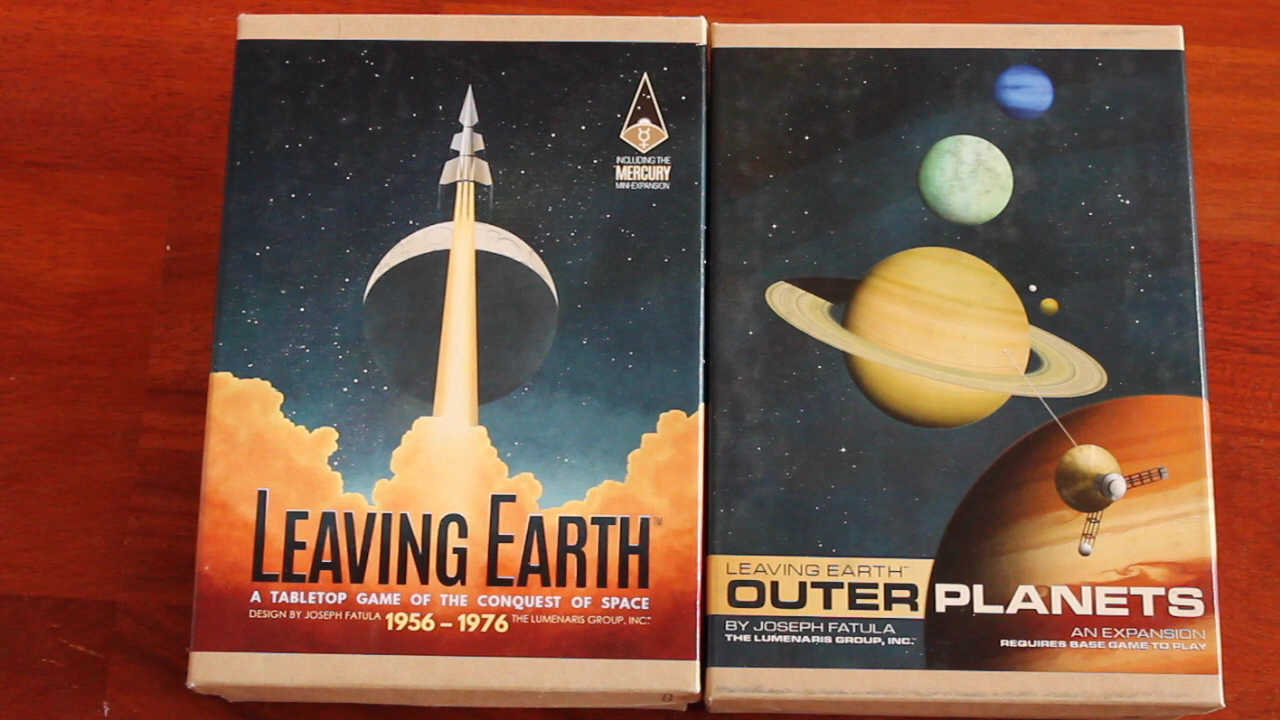 INCLUDING THE
MERCURY
MINI-EXPANSION
LEAVING EARTH™
A TABLETOP GAME OF THE CONQUEST OF SPACE
DESIGN BY JOSEPH FATULA 1956 – 1976 THE LUMENARIS GROUP, INC.™
LEAVING EARTH™
OUTER PLANETS
BY JOSEPH FATULA
THE LUMENARIS GROUP, INC.™
AN EXPANSION
REQUIRES BASE GAME TO PLAY